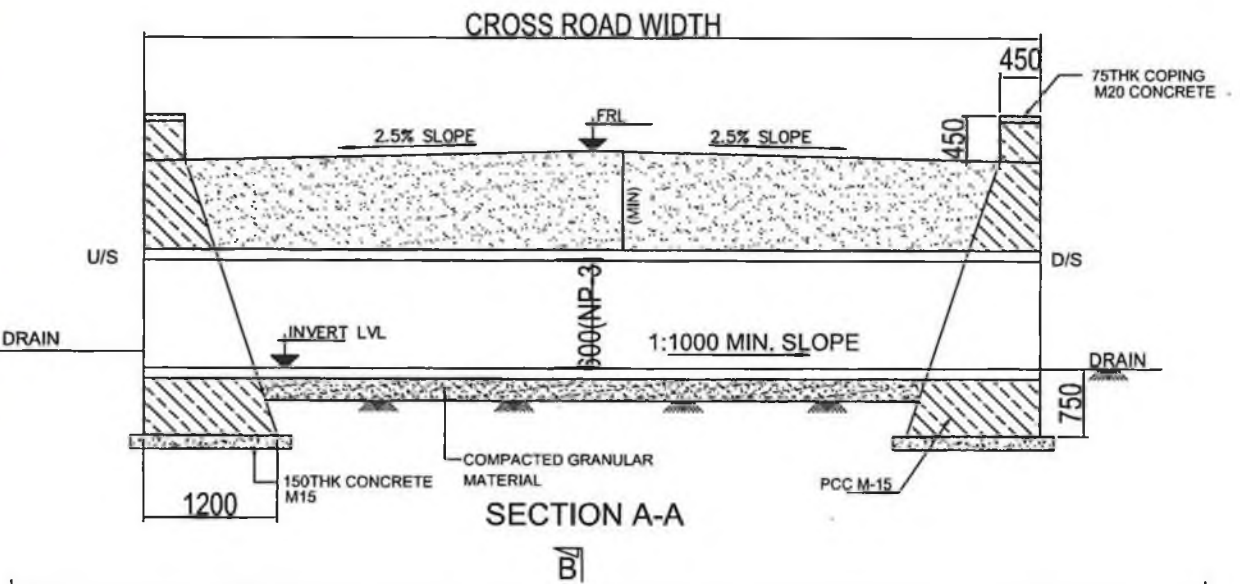 CROSS ROAD WIDTH
450
75THK COPING
M20 CONCRETE
FRL
2.5% SLOPE
2.5% SLOPE
450
(MIN)
U/S
D/S
600(NP-3
DRAIN
INVERT LVL
1:1000 MIN. SLOPE
DRAIN
750
COMPACTED GRANULAR
MATERIAL
150THK CONCRETE
M15
PCC M-15
1200
SECTION A-A
B